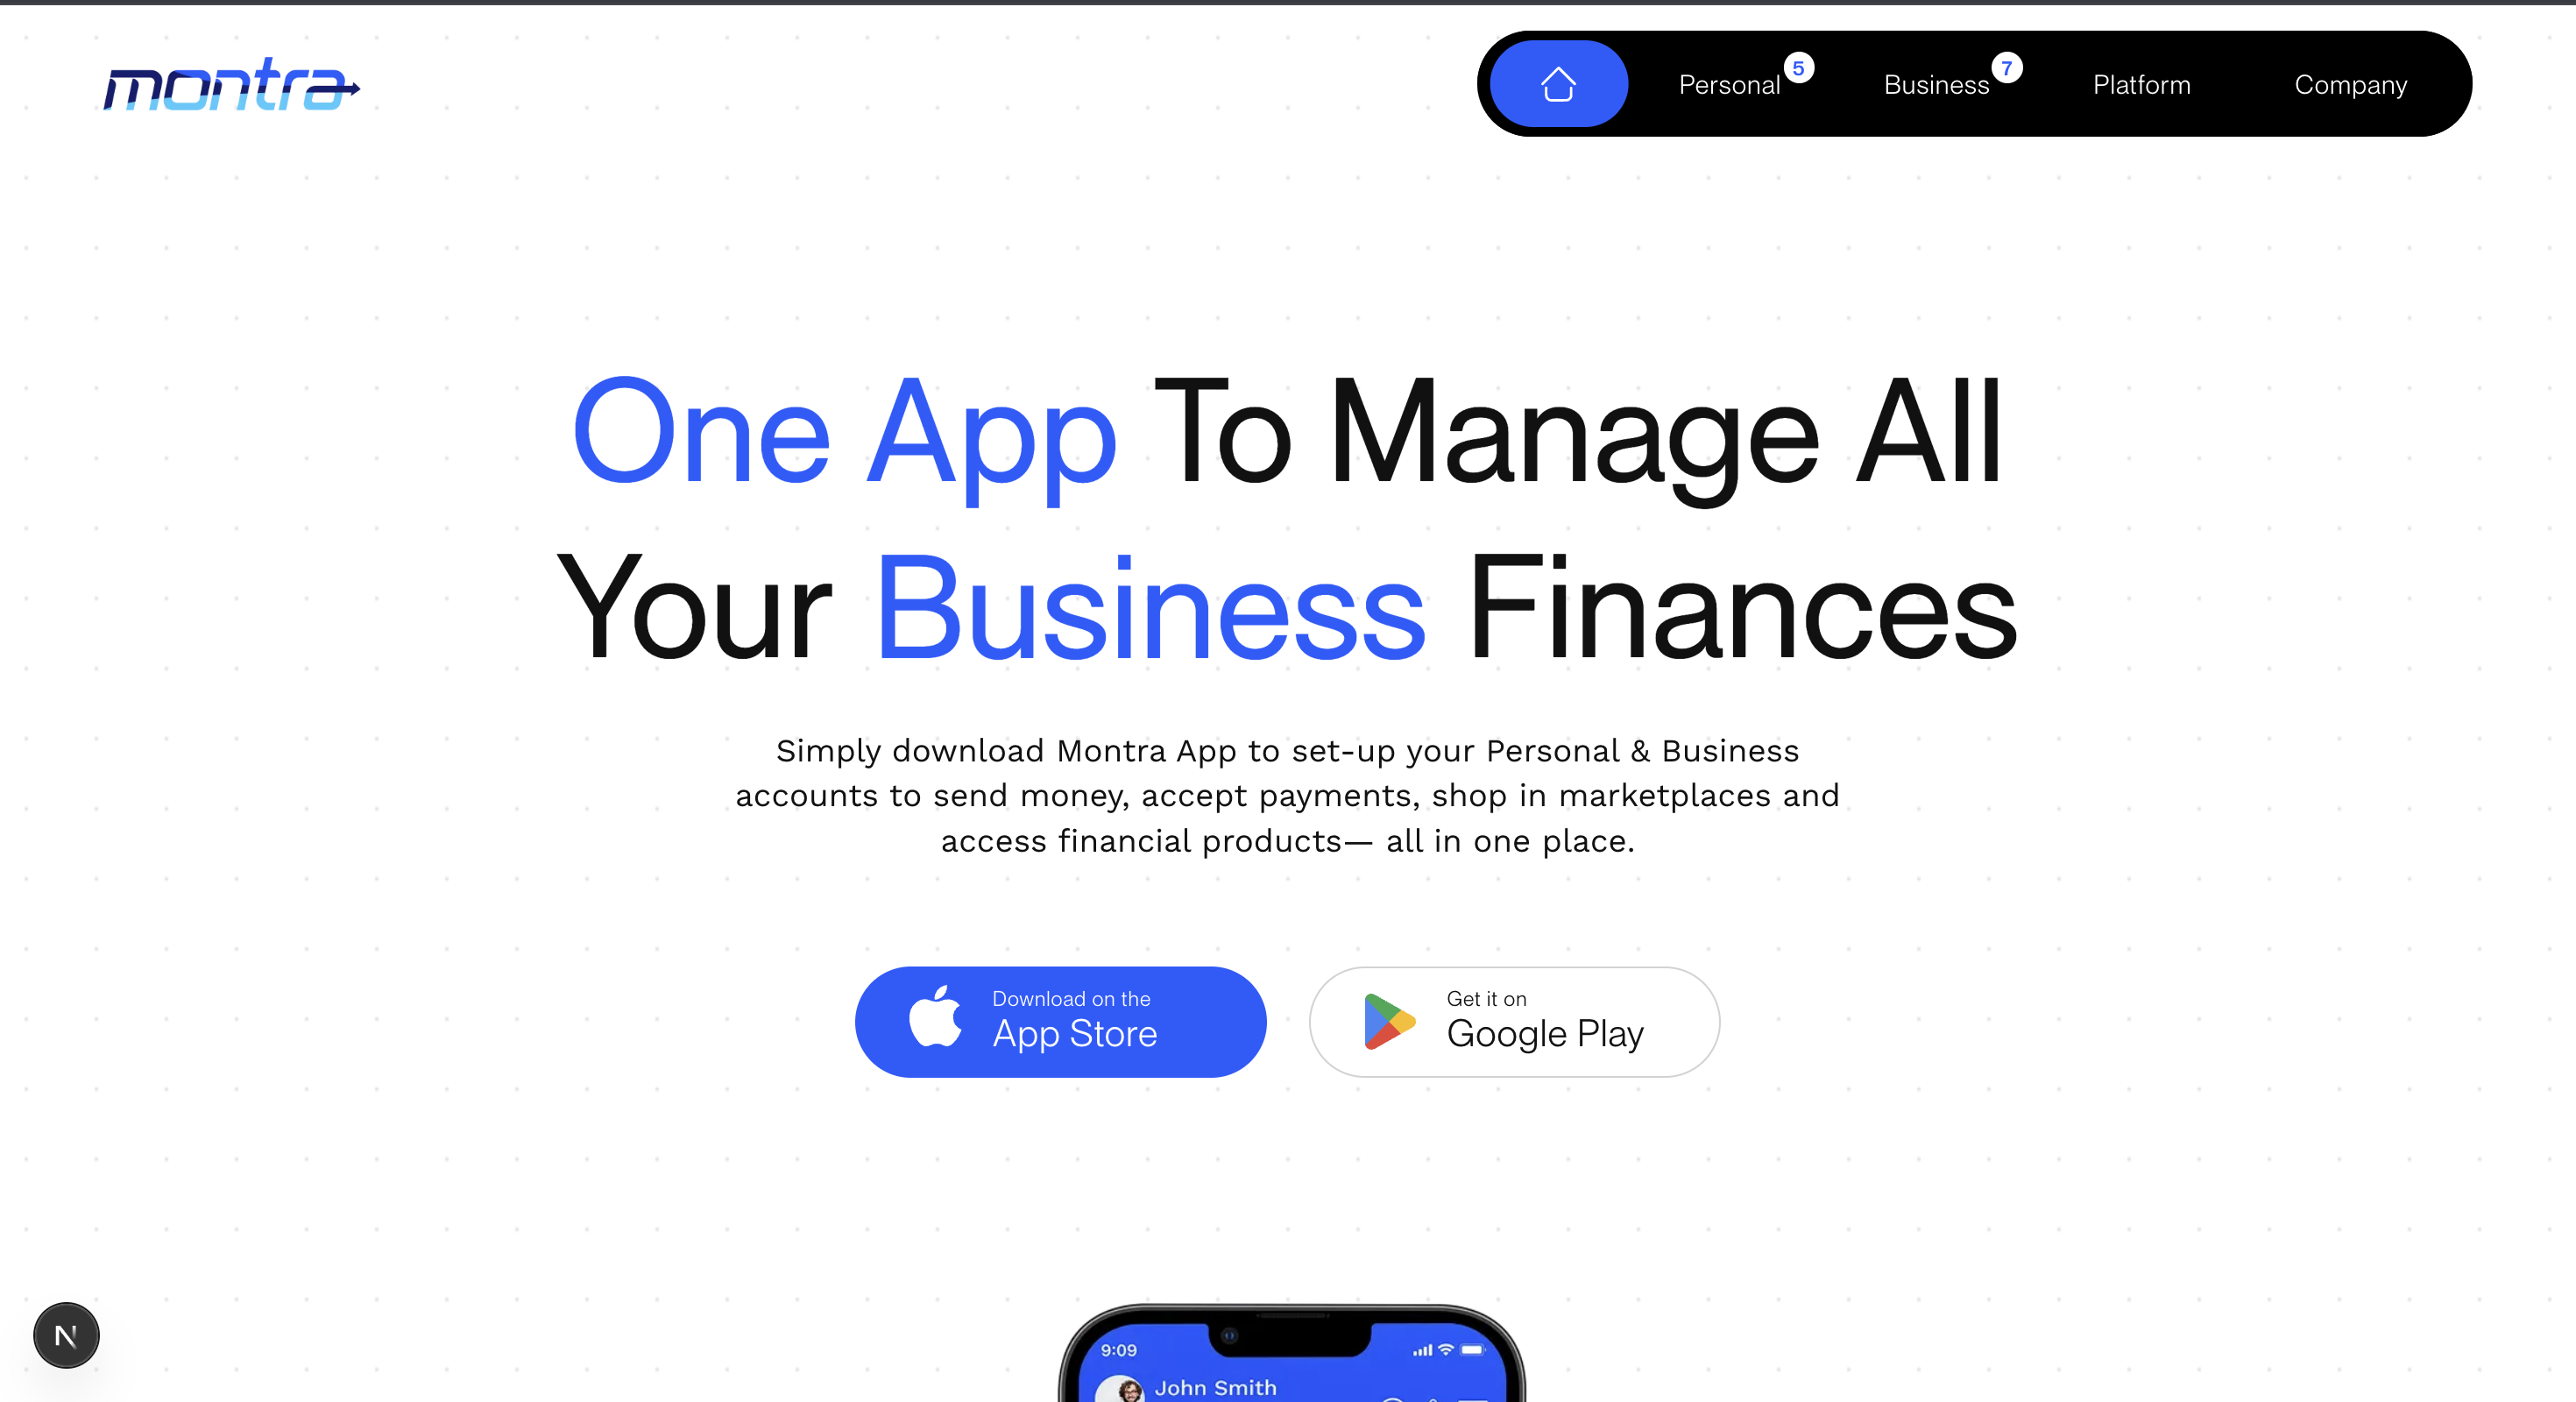 montra
Personal 5 Business 7 Platform Company
One App To Manage All
Your Business Finances
Simply download Montra App to set-up your Personal & Business
accounts to send money, accept payments, shop in marketplaces and
access financial products— all in one place.
Download on the
App Store
Get it on
Google Play
N
9:09
John Smith